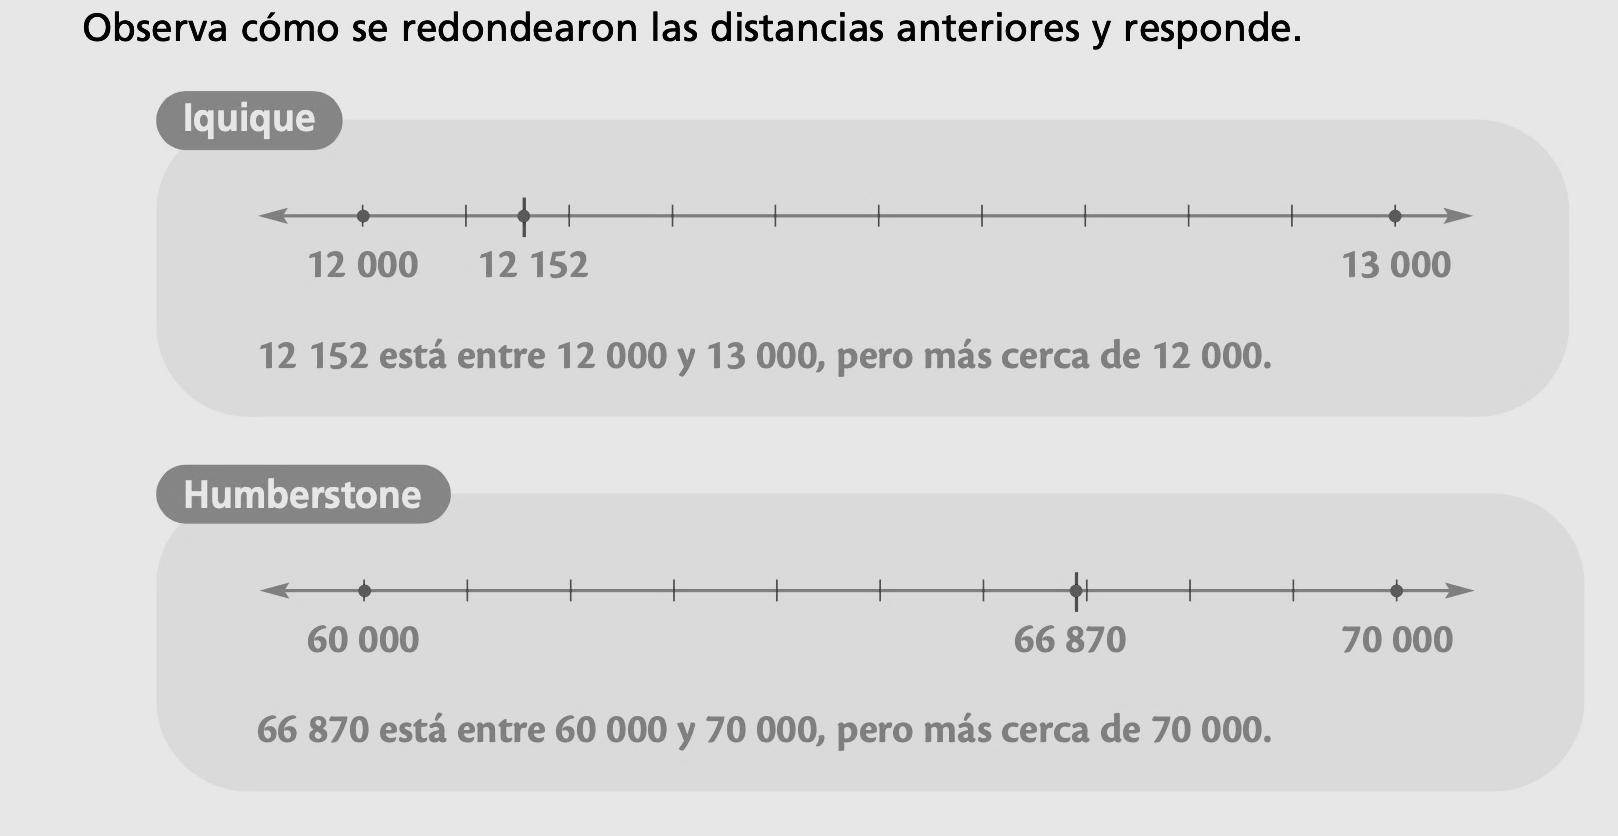 Observa cómo se redondearon las distancias anteriores y responde.
Iquique
12 000 12 152 13 000
12 152 está entre 12 000 y 13 000, pero más cerca de 12 000.
Humberstone
60 000 66 870 70 000
66 870 está entre 60 000 y 70 000, pero más cerca de 70 000.